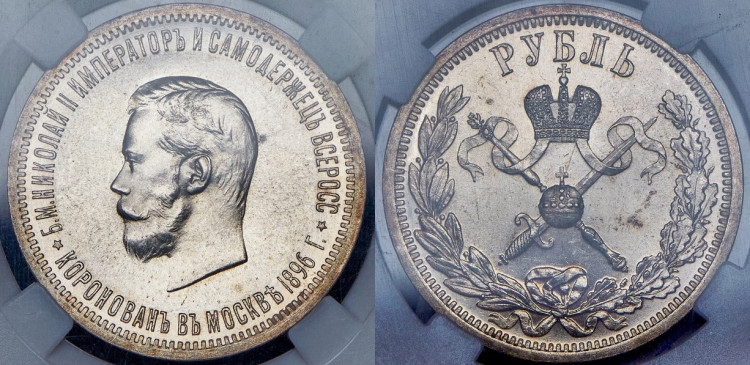 Б.М.НИКОЛАЙ II ИМПЕРАТОРЪ И САМОДЕРЖЕЦЪ ВСЕРОСС.
КОРОНОВАНЪ ВЪ МОСКВѢ 1896 Г.
РУБЛЬ